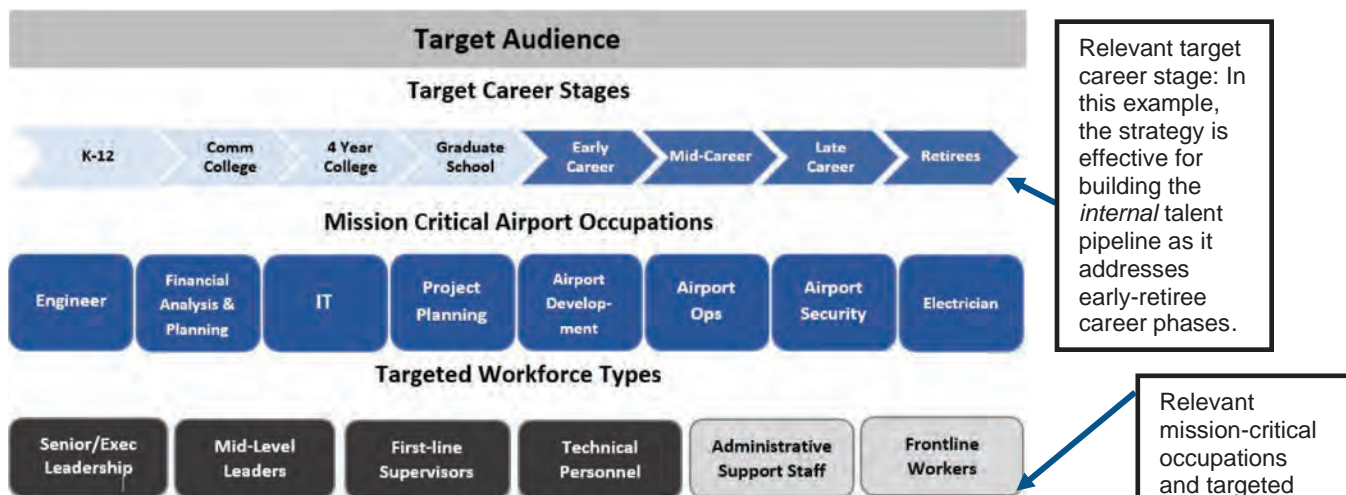 Target Audience
Target Career Stages
K-12
Comm
College
4 Year
College
Graduate
School
Early
Career
Mid-Career
Late
Career
Retirees
Mission Critical Airport Occupations
Engineer
Financial
Analysis &
Planning
IT
Project
Planning
Airport
Develop-
ment
Airport
Ops
Airport
Security
Electrician
Targeted Workforce Types
Senior/Exec
Leadership
Mid-Level
Leaders
First-line
Supervisors
Technical
Personnel
Administrative
Support Staff
Frontline
Workers
Relevant target
career stage: In
this example,
the strategy is
effective for
building the
internal talent
pipeline as it
addresses
early-retiree
career phases.
Relevant
mission-critical
occupations
and targeted